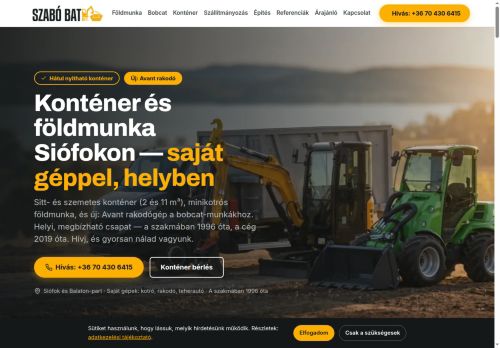 SZABÓ BAT
Földmunka Bobcat Konténer Szállítmányozás Építés Referenciák Árajánló Kapcsolat
Hívás: +36 70 430 6415
Hátul nyitható konténer
Új: Avant rakodó
Konténer és
földmunka
Siófokon — saját
géppel, helyben
Sitt- és szemetes konténer (2 és 11 m³), minikotrós
földmunka, és új: Avant rakodógép a bobcat-munkákhoz.
Helyi, megbízható csapat — a szakmában 1996 óta, a cég
2019 óta. Hívj, és gyorsan nálad vagyunk.
Hívás: +36 70 430 6415
Konténer bérlés
Siófok és Balaton-part · Saját gépek: kotró, rakodó, teherautó · A szakmában 1996 óta
Sütiket használunk, hogy lássuk, melyik hirdetésünk működik. Részletek:
adatkezelési tájékoztató.
Elfogadom
Csak a szükségesek